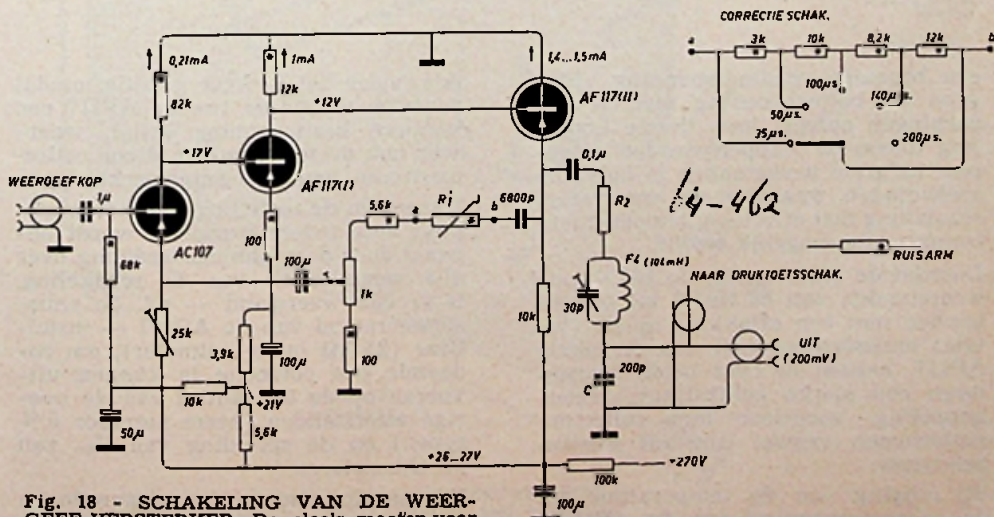 CORRECTIE SCHAK.
a
3k
10k
8,2k
12k
b
100µs.
50µs.
140µs.
35µs.
200µs.
0,21mA
1mA
1,4...1,5mA
82k
12k
+12V
AF117(II)
+17V
AF117(I)
WEERGEEFKOP
1µ
AC107
68k
100
100µ
5,6k
a
Ri
b
6800p
0,1µ
R2
14-462
RUISARM
1k
F4 (104mH)
30p
NAAR DRUKTOETSSCHAK.
25k
3,9k
100µ
100
10k
UIT
(200mV)
200p
C
10k
+21V
50µ
5,6k
+26...27V
+270V
100k
100µ
Fig. 18 - SCHAKELING VAN DE WEER-